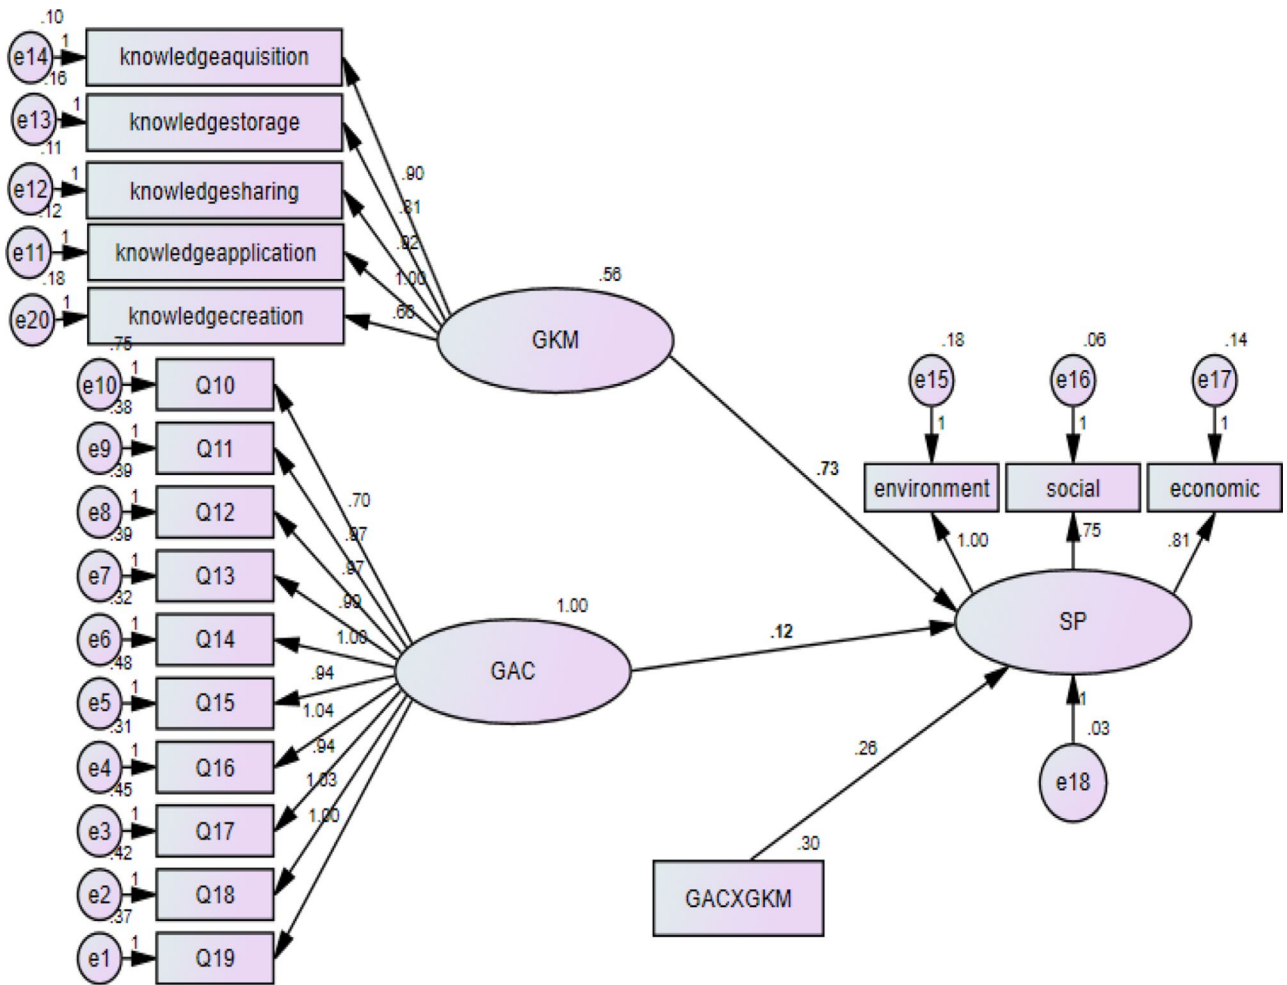 .10
e14 1 knowledgeaquisition
.16
e13 1 knowledgestorage
.11
e12 1 knowledgesharing
.12
e11 1 knowledgeapplication
.18
e20 1 knowledgecreation
.90
.81
.92
1.00
.66
GKM
.56
.75
e10 1 Q10
.38
e9 1 Q11
.39
e8 1 Q12
.39
e7 1 Q13
.32
e6 1 Q14
.48
e5 1 Q15
.31
e4 1 Q16
.45
e3 1 Q17
.42
e2 1 Q18
.37
e1 1 Q19
.70
.97
.97
.99
1.00
.94
1.04
.94
1.03
1.00
GAC
1.00
.73
.12
.26
.30
GACXGKM
.18 .06 .14
e15 e16 e17
1 1 1
environment social economic
1.00 .75 .81
SP
1
.03
e18